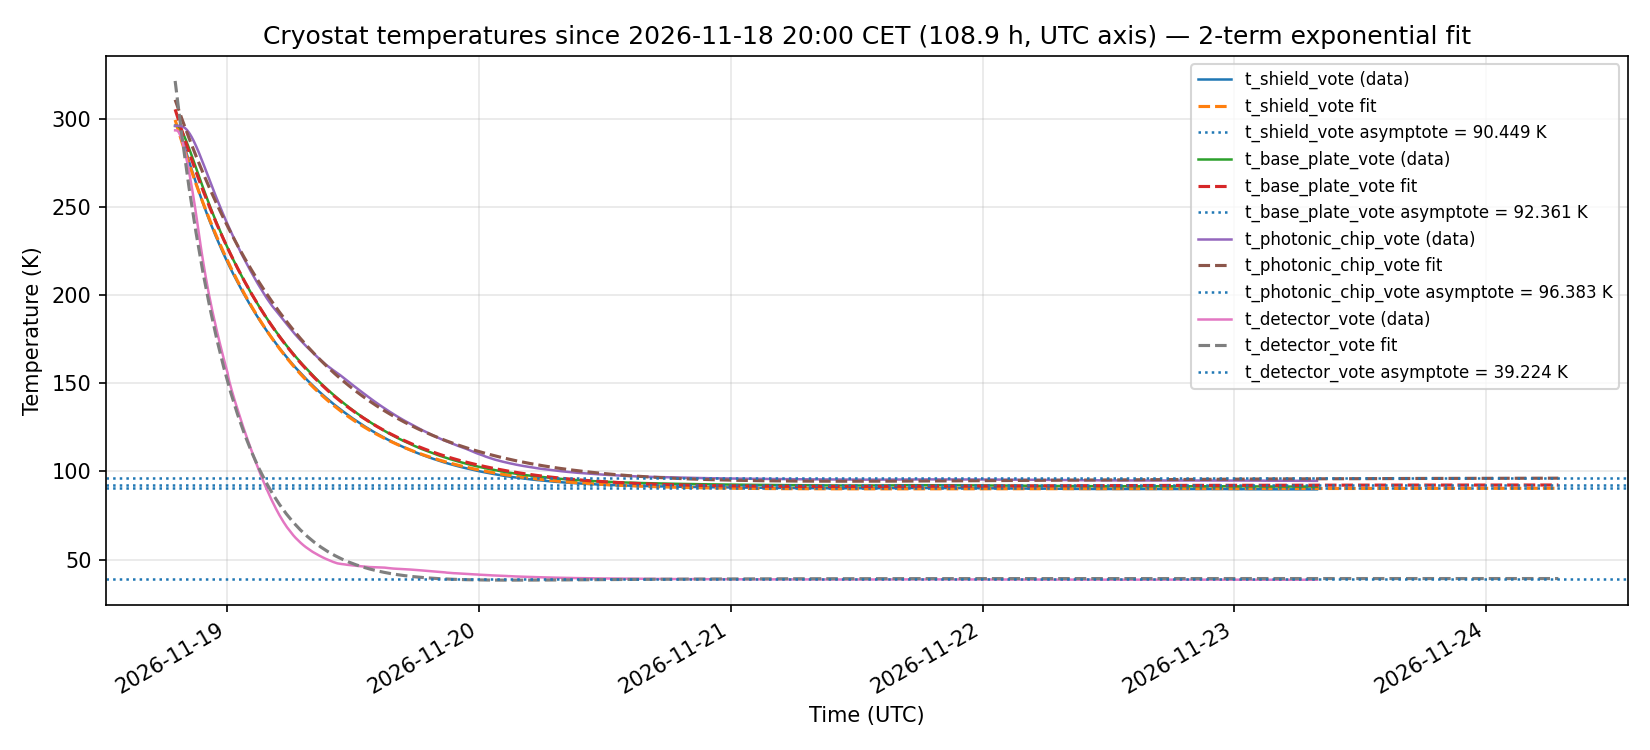 Cryostat temperatures since 2026-11-18 20:00 CET (108.9 h, UTC axis) — 2-term exponential fit
t_shield_vote (data)
t_shield_vote fit
t_shield_vote asymptote = 90.449 K
t_base_plate_vote (data)
t_base_plate_vote fit
t_base_plate_vote asymptote = 92.361 K
t_photonic_chip_vote (data)
t_photonic_chip_vote fit
t_photonic_chip_vote asymptote = 96.383 K
t_detector_vote (data)
t_detector_vote fit
t_detector_vote asymptote = 39.224 K
Temperature (K)
300
250
200
150
100
50
2026-11-19
2026-11-20
2026-11-21
2026-11-22
2026-11-23
2026-11-24
Time (UTC)